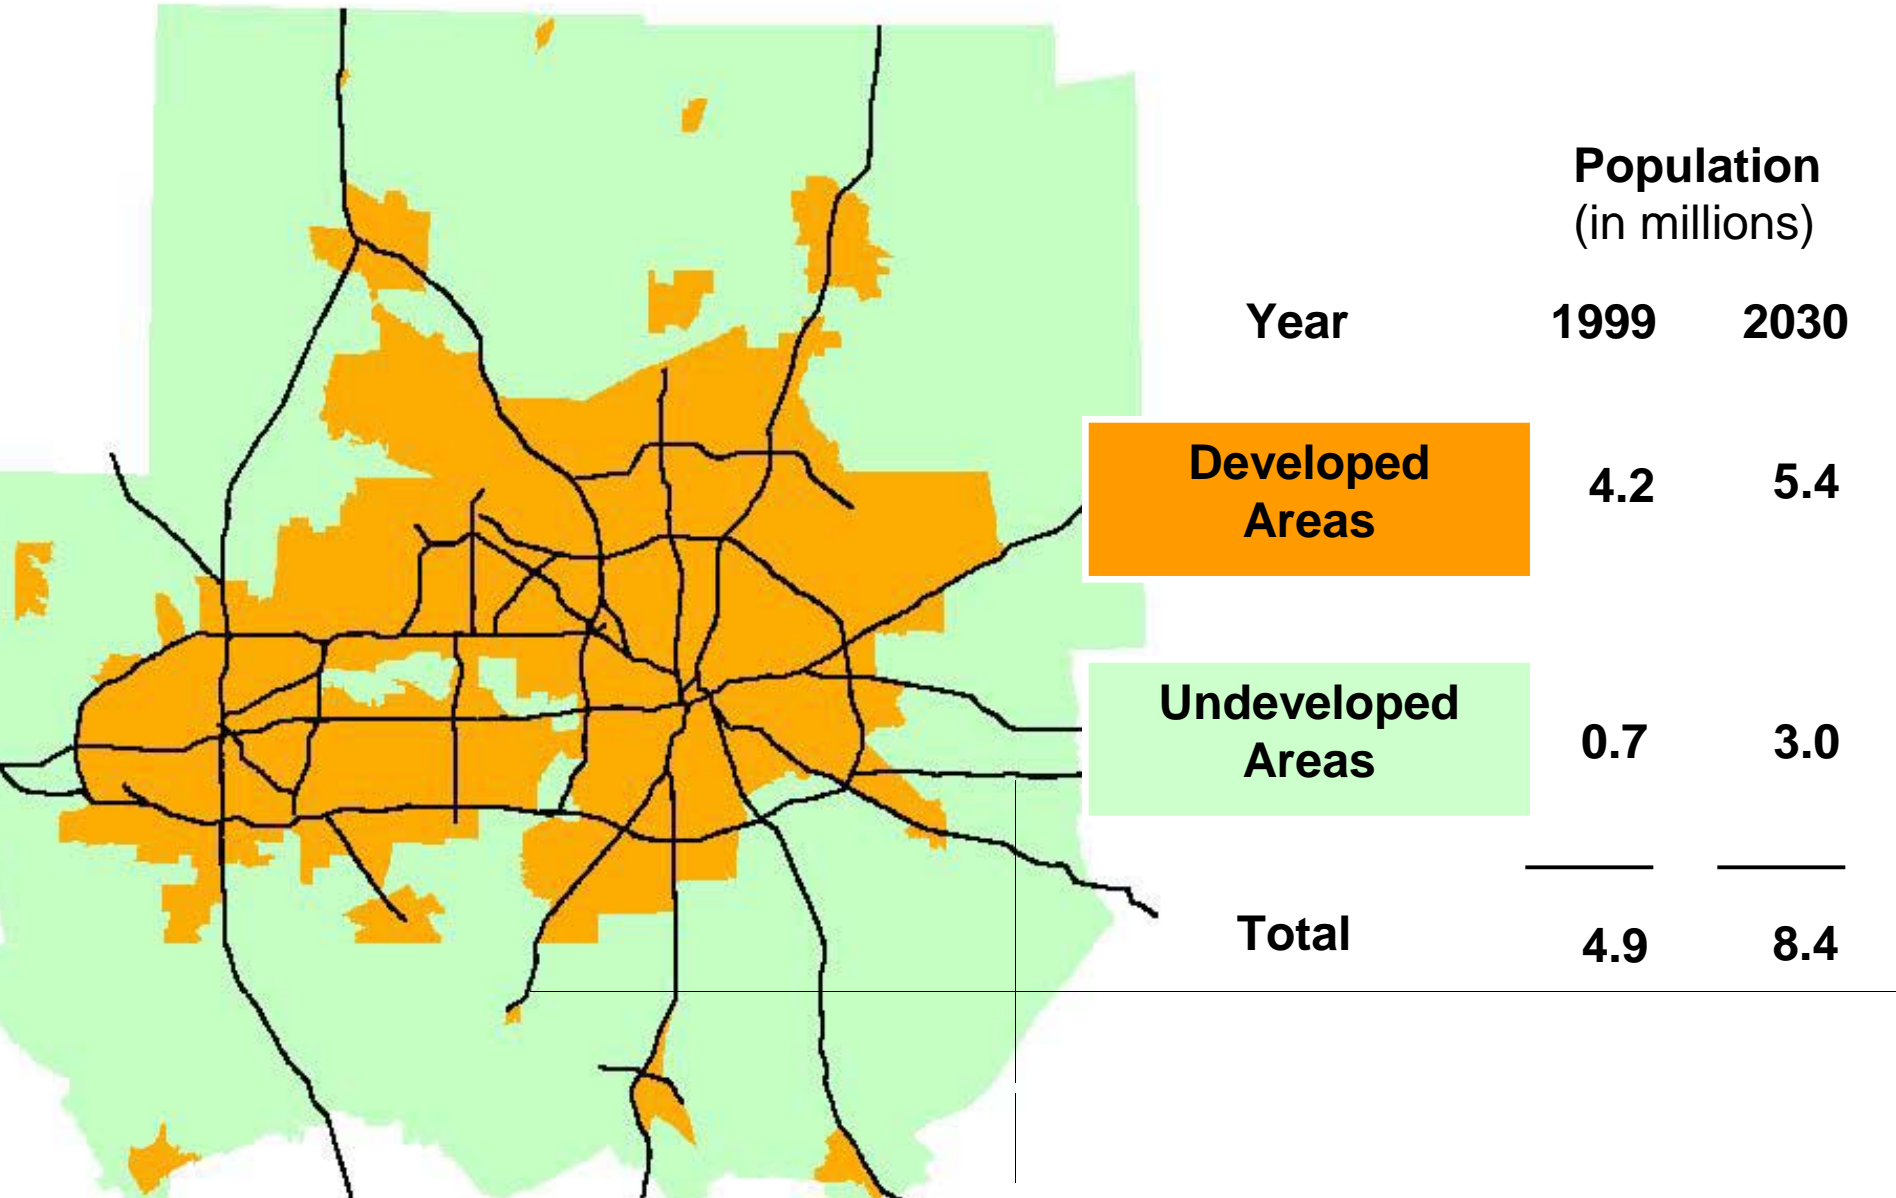 Population
(in millions)
Year 1999 2030
Developed
Areas 4.2 5.4
Undeveloped
Areas 0.7 3.0
Total 4.9 8.4